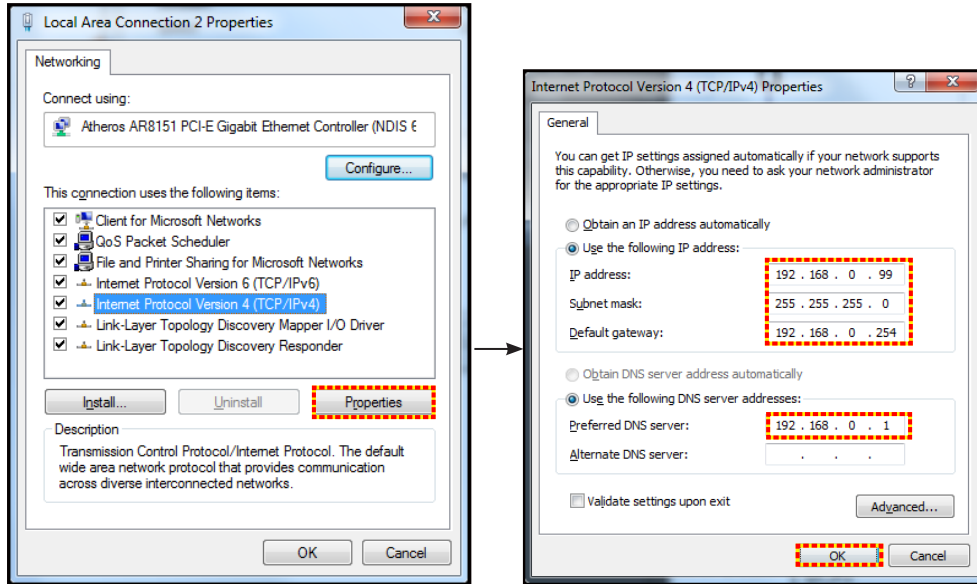 Local Area Connection 2 Properties
Networking
Connect using:
Atheros AR8151 PCI-E Gigabit Ethernet Controller (NDIS 6
Configure...
This connection uses the following items:
Client for Microsoft Networks
QoS Packet Scheduler
File and Printer Sharing for Microsoft Networks
Internet Protocol Version 6 (TCP/IPv6)
Internet Protocol Version 4 (TCP/IPv4)
Link-Layer Topology Discovery Mapper I/O Driver
Link-Layer Topology Discovery Responder
Install...
Uninstall
Properties
Description
Transmission Control Protocol/Internet Protocol. The default
wide area network protocol that provides communication
across diverse interconnected networks.
OK
Cancel
Internet Protocol Version 4 (TCP/IPv4) Properties
General
You can get IP settings assigned automatically if your network supports
this capability. Otherwise, you need to ask your network administrator
for the appropriate IP settings.
Obtain an IP address automatically
Use the following IP address:
IP address: 192 . 168 . 0 . 99
Subnet mask: 255 . 255 . 255 . 0
Default gateway: 192 . 168 . 0 . 254
Obtain DNS server address automatically
Use the following DNS server addresses:
Preferred DNS server: 192 . 168 . 0 . 1
Alternate DNS server: . . .
Validate settings upon exit
Advanced...
OK
Cancel